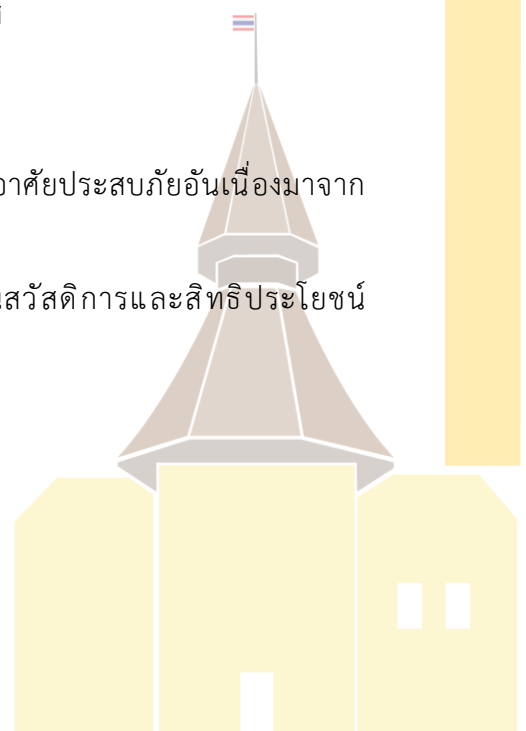 อาศัยประสบภัยอันเนื่องมาจาก
สวัสดิการและสิทธิประโยชน์